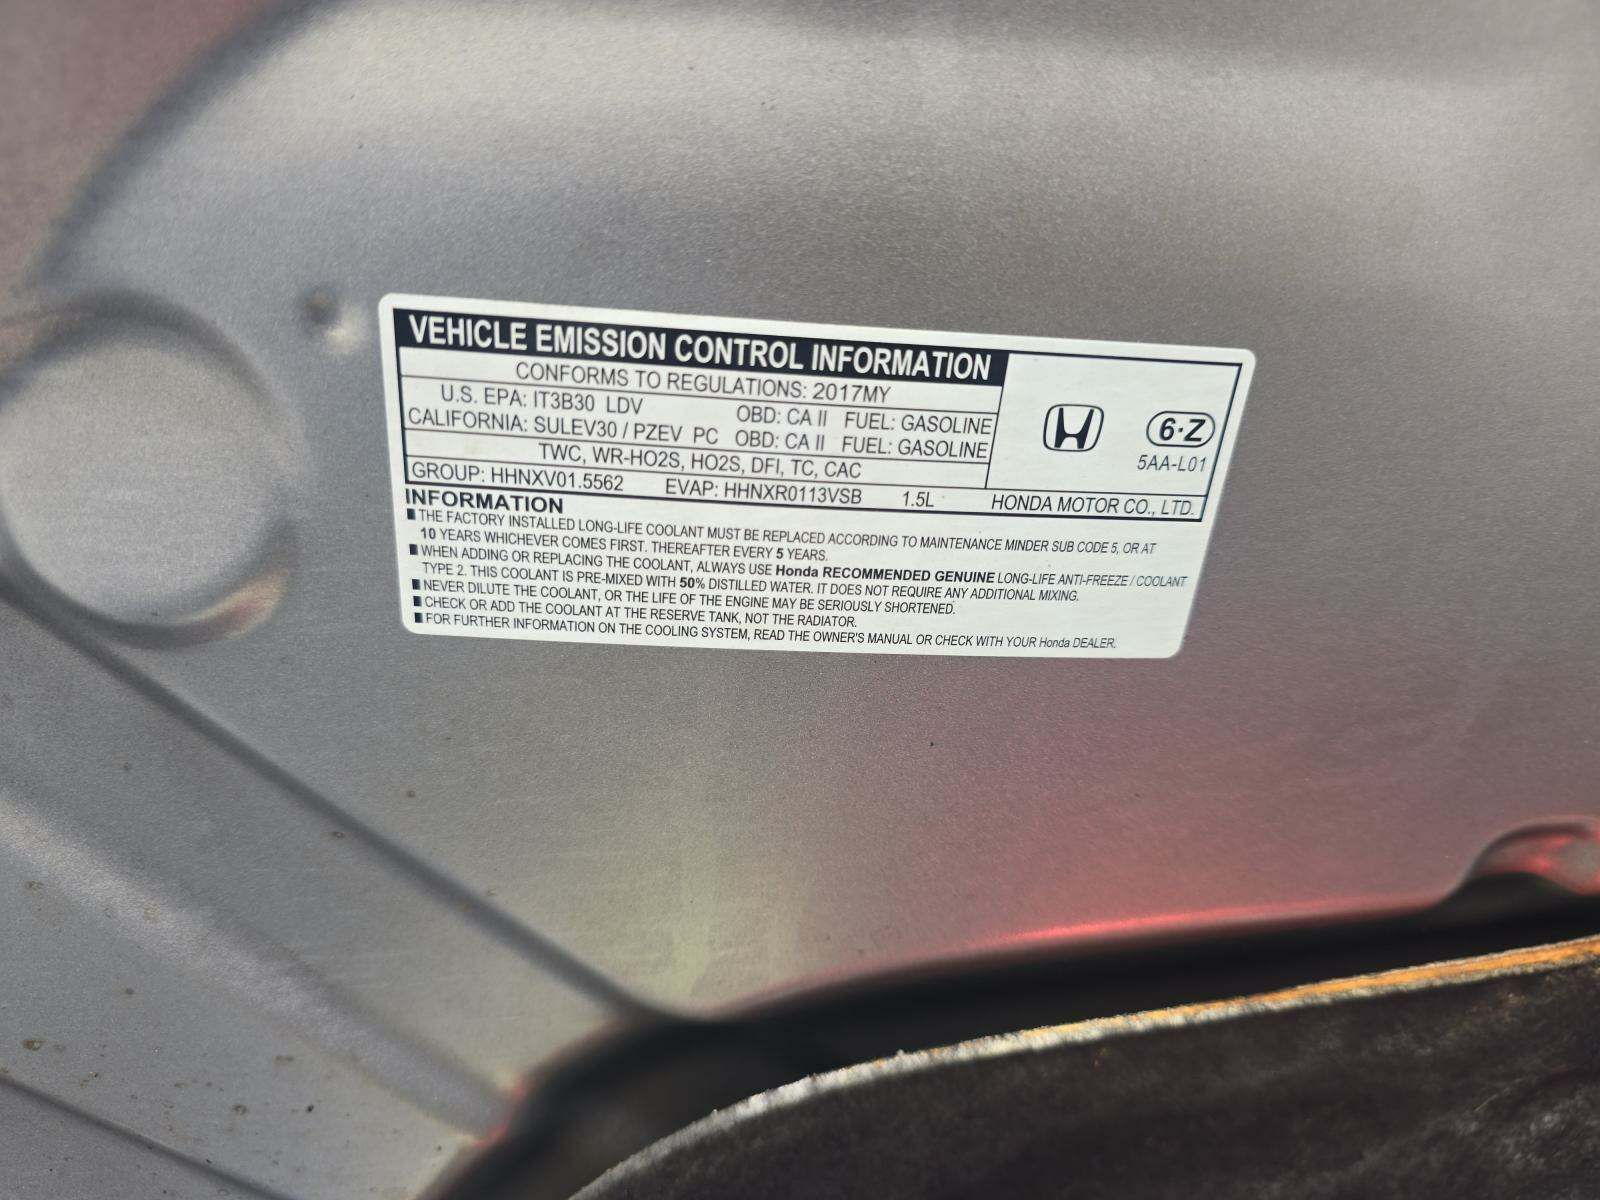 VEHICLE EMISSION CONTROL INFORMATION
CONFORMS TO REGULATIONS: 2017MY
U.S. EPA: IT3B30 LDV OBD: CA II FUEL: GASOLINE
CALIFORNIA: SULEV30 / PZEV PC OBD: CA II FUEL: GASOLINE
TWC, WR-HO2S, HO2S, DFI, TC, CAC
GROUP: HHNXV01.5562 EVAP: HHNXR0113VSB 1.5L HONDA MOTOR CO., LTD.
6·Z
5AA-L01
INFORMATION
THE FACTORY INSTALLED LONG-LIFE COOLANT MUST BE REPLACED ACCORDING TO MAINTENANCE MINDER SUB CODE 5, OR AT
10 YEARS WHICHEVER COMES FIRST. THEREAFTER EVERY 5 YEARS.
WHEN ADDING OR REPLACING THE COOLANT, ALWAYS USE Honda RECOMMENDED GENUINE LONG-LIFE ANTI-FREEZE / COOLANT
TYPE 2. THIS COOLANT IS PRE-MIXED WITH 50% DISTILLED WATER. IT DOES NOT REQUIRE ANY ADDITIONAL MIXING.
NEVER DILUTE THE COOLANT, OR THE LIFE OF THE ENGINE MAY BE SERIOUSLY SHORTENED.
CHECK OR ADD THE COOLANT AT THE RESERVE TANK, NOT THE RADIATOR.
FOR FURTHER INFORMATION ON THE COOLING SYSTEM, READ THE OWNER'S MANUAL OR CHECK WITH YOUR Honda DEALER.